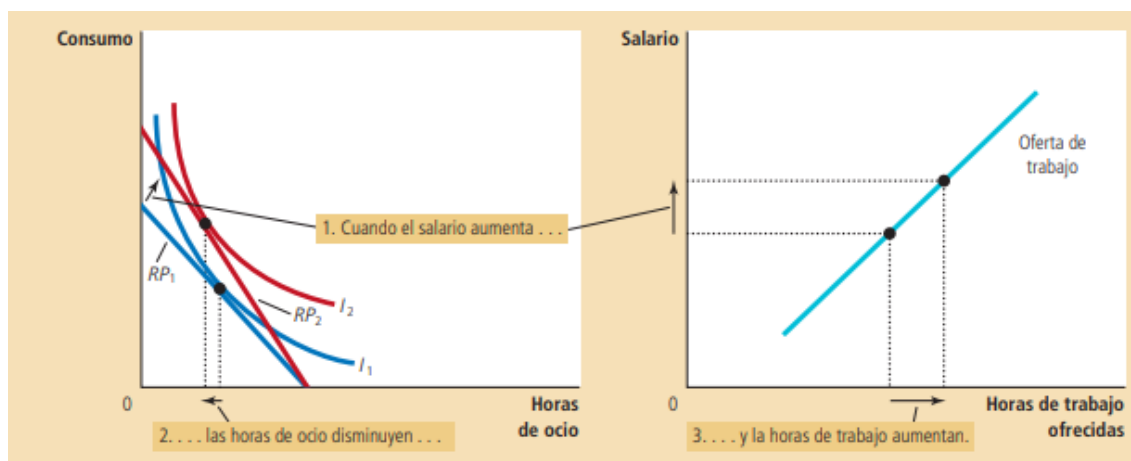 Consumo
1. Cuando el salario aumenta . . .
RP1
RP2
I2
I1
0
Horas
de ocio
2. . . . las horas de ocio disminuyen . . .
Salario
Oferta de
trabajo
0
l
Horas de trabajo
ofrecidas
3. . . . y la horas de trabajo aumentan.